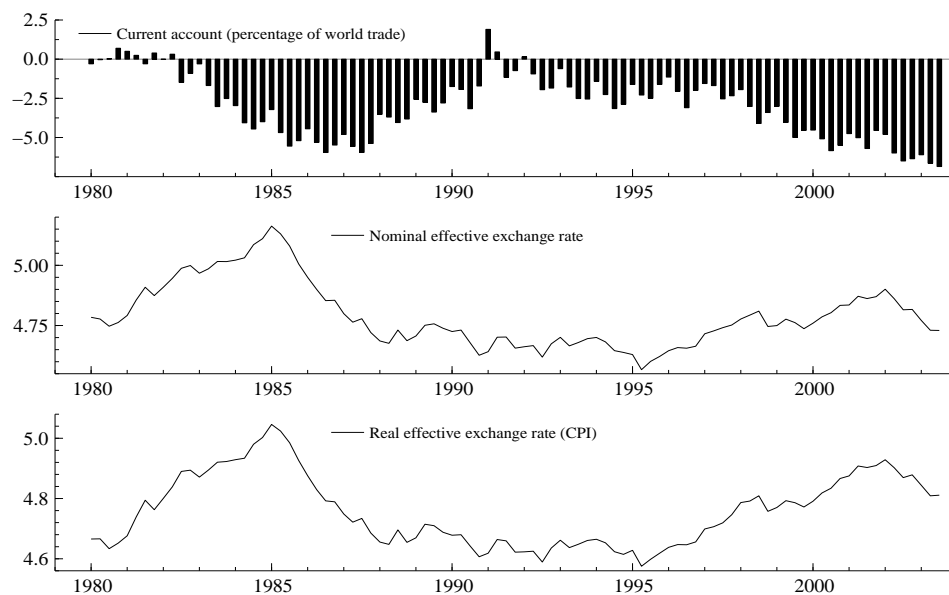 2.5
Current account (percentage of world trade)
0.0
−2.5
−5.0
1980 1985 1990 1995 2000
Nominal effective exchange rate
5.00
4.75
1980 1985 1990 1995 2000
Real effective exchange rate (CPI)
5.0
4.8
4.6
1980 1985 1990 1995 2000